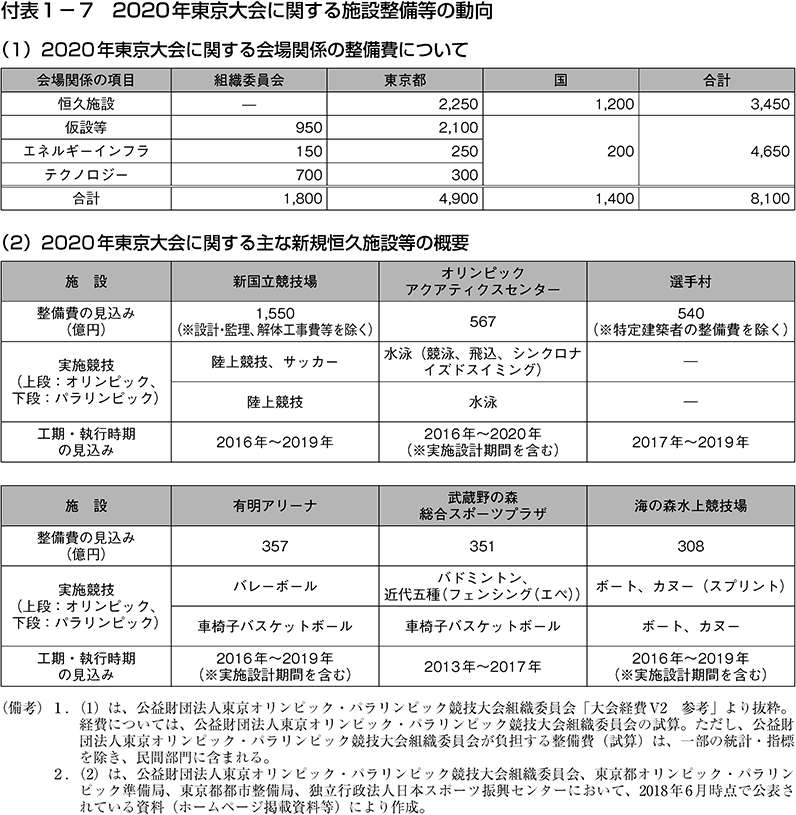 付表1－7　2020年東京大会に関する施設整備等の動向
（1）2020年東京大会に関する会場関係の整備費について
会場関係の項目　組織委員会　東京都　国　合計
恒久施設　―　2,250　1,200　3,450
仮設等　950　2,100
エネルギーインフラ　150　250　200　4,650
テクノロジー　700　300
合計　1,800　4,900　1,400　8,100
（2）2020年東京大会に関する主な新規恒久施設等の概要
施　設　新国立競技場　オリンピック
アクアティクスセンター　選手村
整備費の見込み
（億円）　1,550
（※設計・監理、解体工事費等を除く）　567　540
（※特定建築者の整備費を除く）
実施競技
（上段：オリンピック、
下段：パラリンピック）　陸上競技、サッカー　水泳（競泳、飛込、シンクロナ
イズドスイミング）　―
陸上競技　水泳　―
工期・執行時期
の見込み　2016年～2019年　2016年～2020年
（※実施設計期間を含む）　2017年～2019年
施　設　有明アリーナ　武蔵野の森
総合スポーツプラザ　海の森水上競技場
整備費の見込み
（億円）　357　351　308
実施競技
（上段：オリンピック、
下段：パラリンピック）　バレーボール　バドミントン、
近代五種（フェンシング（エペ））　ボート、カヌー（スプリント）
車椅子バスケットボール　車椅子バスケットボール　ボート、カヌー
工期・執行時期
の見込み　2016年～2019年
（※実施設計期間を含む）　2013年～2017年　2016年～2019年
（※実施設計期間を含む）
（備考）1．（1）は、公益財団法人東京オリンピック・パラリンピック競技大会組織委員会「大会経費V2　参考」より抜粋。
経費については、公益財団法人東京オリンピック・パラリンピック競技大会組織委員会の試算。ただし、公益財
団法人東京オリンピック・パラリンピック競技大会組織委員会が負担する整備費（試算）は、一部の統計・指標
を除き、民間部門に含まれる。
2．（2）は、公益財団法人東京オリンピック・パラリンピック競技大会組織委員会、東京都オリンピック・パラリン
ピック準備局、東京都都市整備局、独立行政法人日本スポーツ振興センターにおいて、2018年6月時点で公表さ
れている資料（ホームページ掲載資料等）により作成。